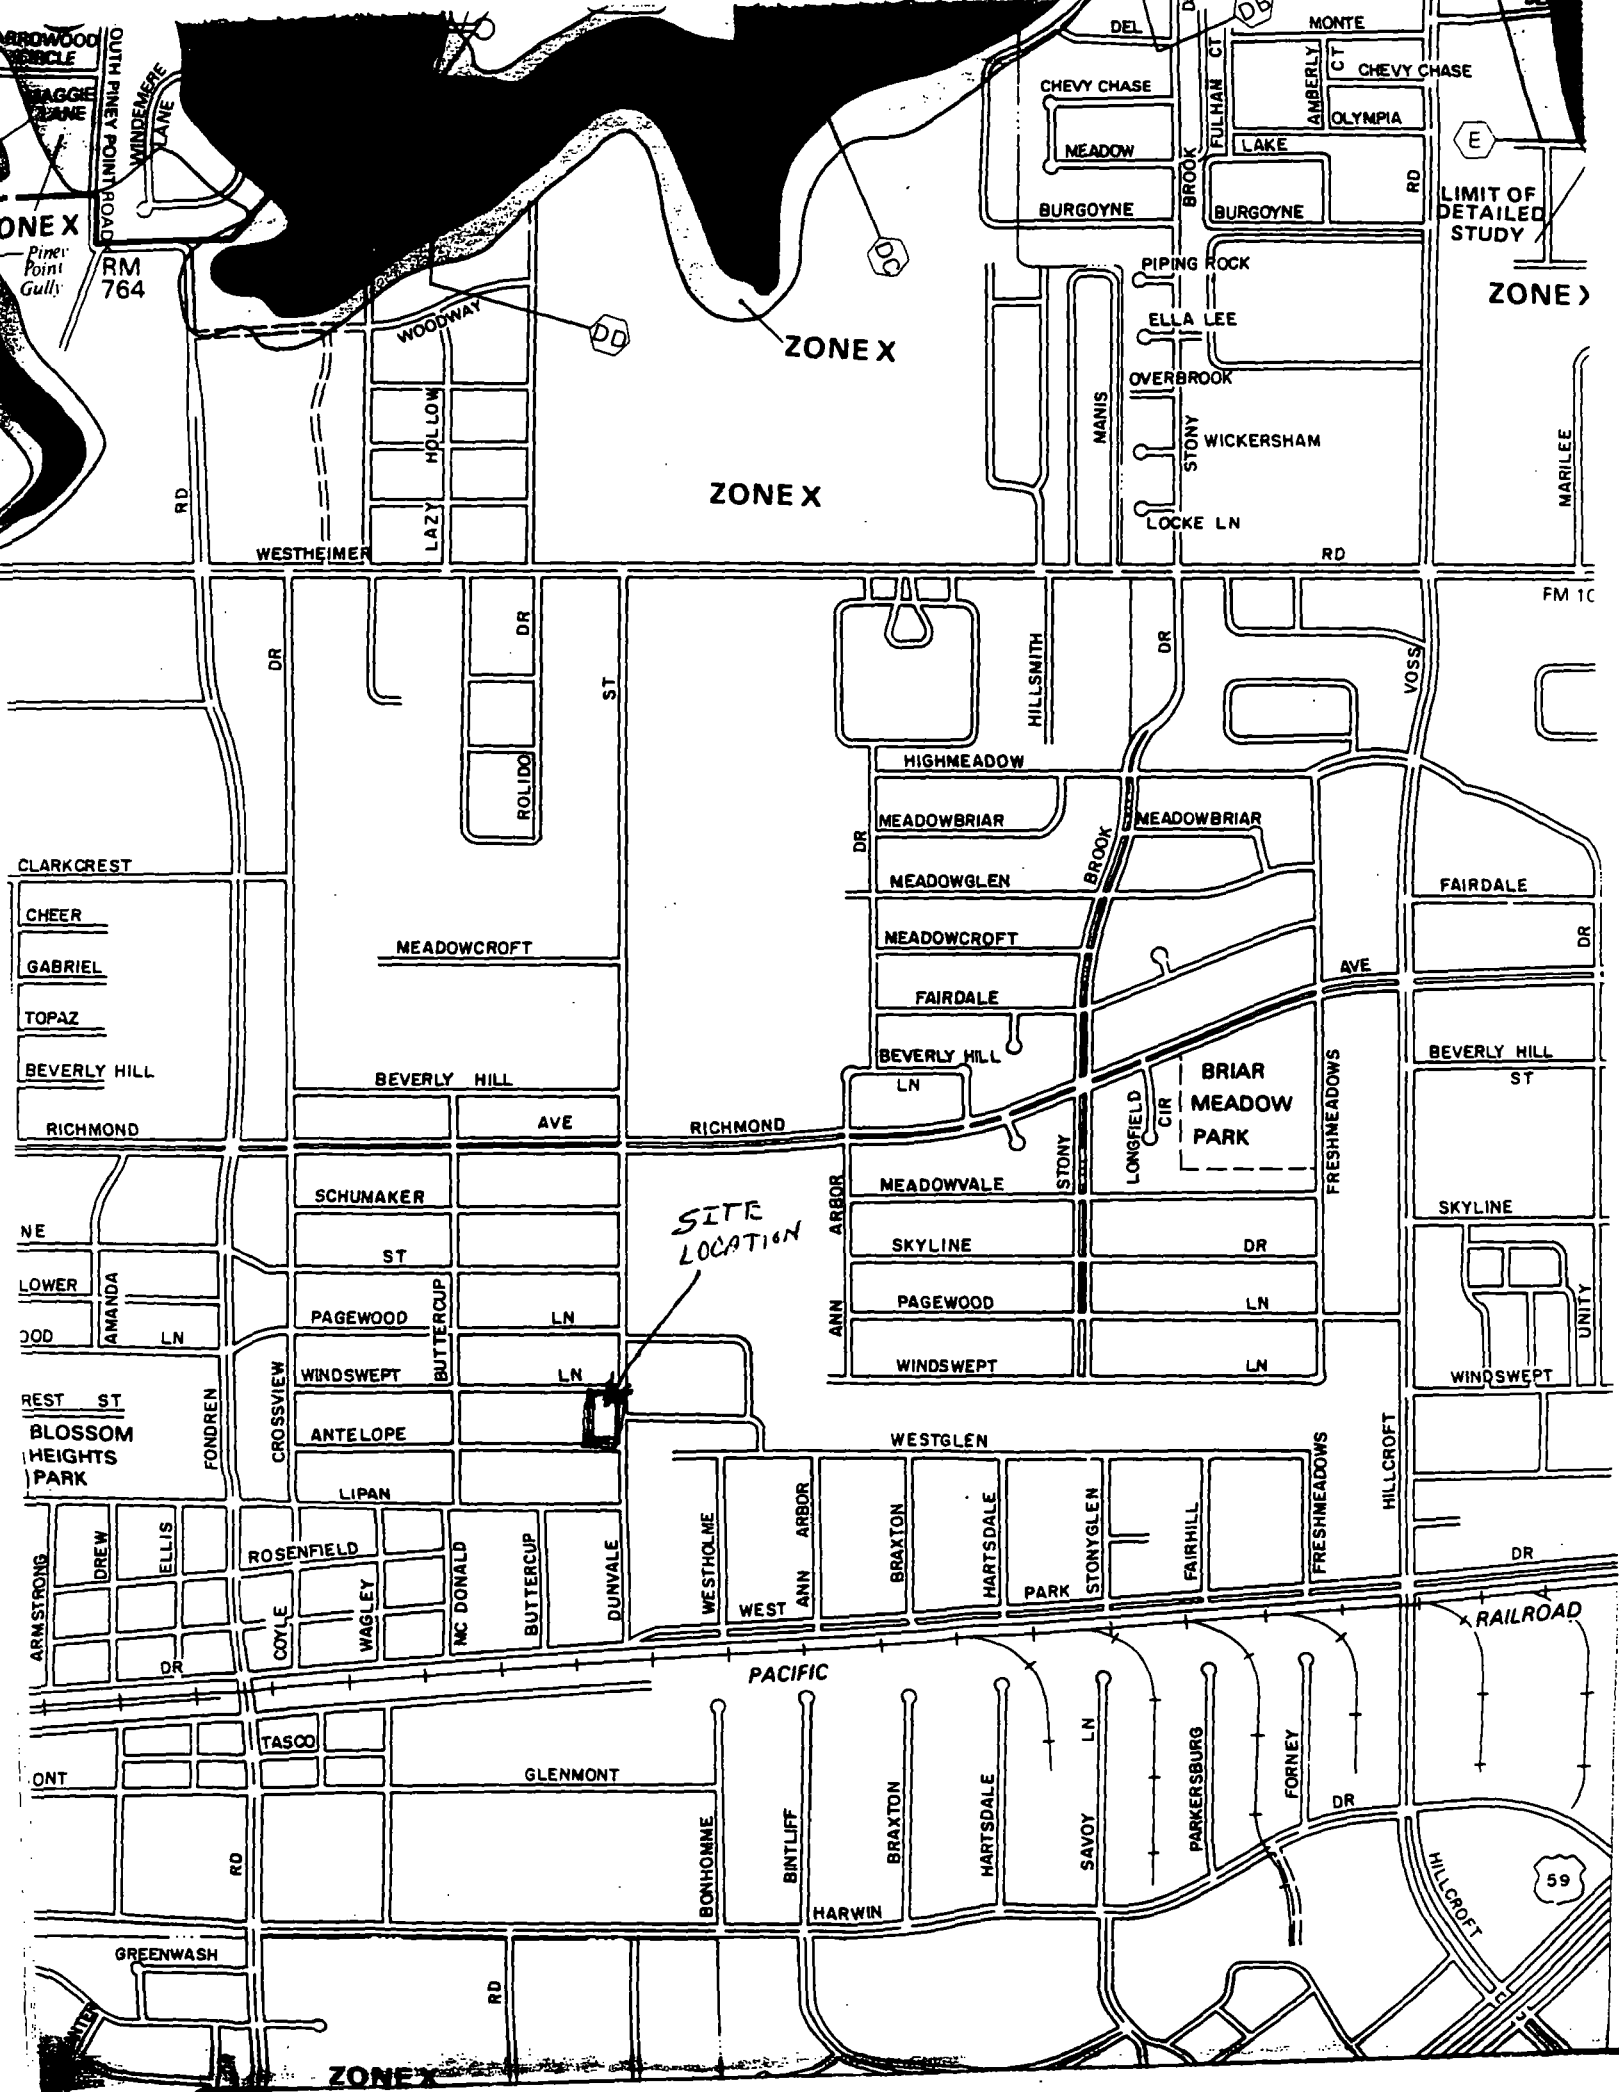 ARROWOOD
CIRCLE
MAGGIE
LANE
OUTH PINEY POINT ROAD
WINDEMERE
LANE
ONE X
Piney
Point
Gully
RM
764
DEL
MONTE
DB
CHEVY CHASE
FULHAN CT
AMBERLY
CT
CHEVY CHASE
OLYMPIA
MEADOW
LAKE
E
BROOK
RD
BURGOYNE
BURGOYNE
LIMIT OF
DETAILED
STUDY
DC
PIPING ROCK
ZONE X
WOODWAY
DD
ZONE X
ELLA LEE
OVERBROOK
LAZY HOLLOW
MANIS
STONY
WICKERSHAM
MARILEE
RD
ZONE X
LOCKE LN
WESTHEIMER
RD
FM 10
DR
DR
ST
HILLSMITH
DR
VOSS
ROLIDO
HIGHMEADOW
MEADOWBRIAR
MEADOWBRIAR
DR
BROOK
CLARKCREST
MEADOWGLEN
FAIRDALE
CHEER
MEADOWCROFT
MEADOWCROFT
DR
GABRIEL
AVE
FAIRDALE
TOPAZ
BEVERLY HILL
BEVERLY HILL
BEVERLY HILL
LN
BRIAR
MEADOW
PARK
BEVERLY HILL
ST
RICHMOND
AVE
RICHMOND
LONGFIELD
CIR
FRESHMEADOWS
STONY
SCHUMAKER
MEADOWVALE
SITE
LOCATION
ARBOR
SKYLINE
NE
ST
SKYLINE
DR
LOWER
AMANDA
BUTTERCUP
PAGEWOOD
LN
ANN
PAGEWOOD
LN
UNITY
OOD
LN
WINDSWEPT
LN
WINDSWEPT
LN
WINDSWEPT
REST ST
BLOSSOM
HEIGHTS
PARK
FONDREN
CROSSVIEW
ANTELOPE
WESTGLEN
HILLCROFT
LIPAN
ARMSTRONG
DREW
ELLIS
ROSENFIELD
COYLE
WAGLEY
MC DONALD
BUTTERCUP
DUNVALE
WESTHOLME
ANN ARBOR
BRAXTON
HARTSDALE
STONYGLEN
FAIRHILL
FRESHMEADOWS
DR
WEST
PARK
DR
RAILROAD
PACIFIC
TASCO
ONT
GLENMONT
RD
BONHOMME
BINTLIFF
BRAXTON
HARTSDALE
SAVOY
LN
PARKERSBURG
FORNEY
DR
HARWIN
HILLCROFT
59
GREENWASH
RD
ZONE X